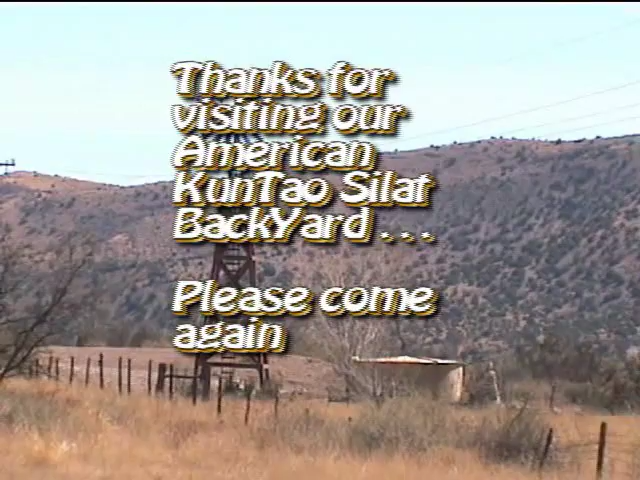 Thanks for
visiting our
American
KunTao Silat
BackYard . . .
Please come
again